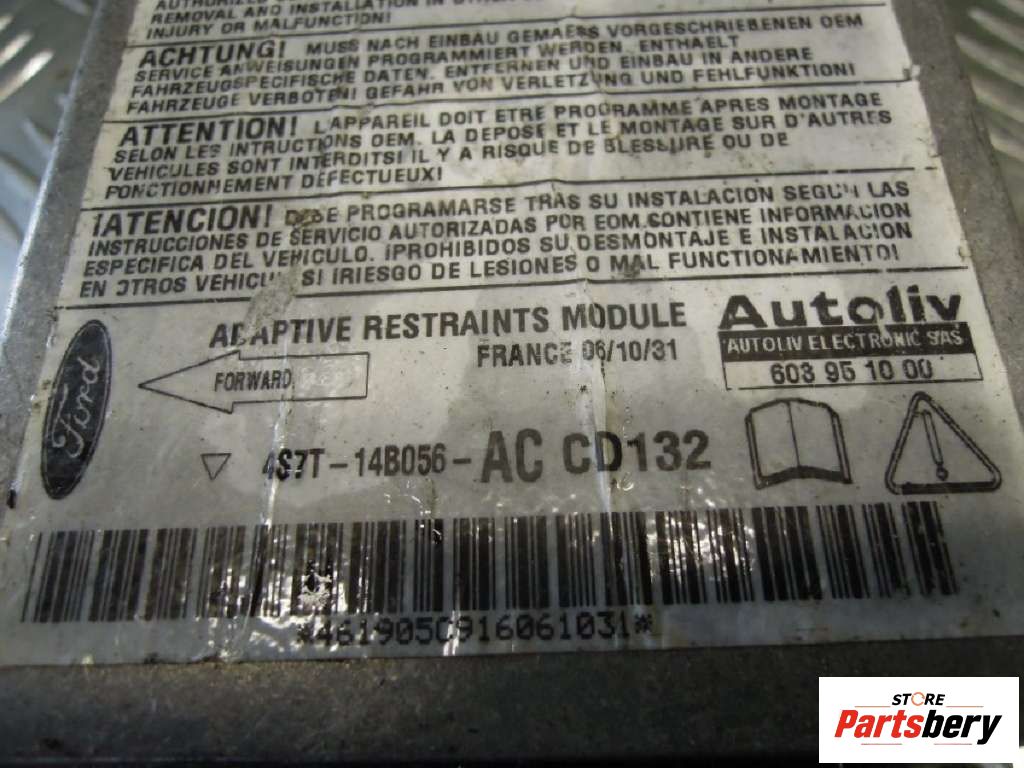 REMOVAL AND INSTALLATION IN
INJURY OR MALFUNCTION!
ACHTUNG! MUSS NACH EINBAU GEMAESS VORGESCHRIEBENEN OEM
SERVICE ANWEISUNGEN PROGRAMMIERT WERDEN. ENTHAELT
FAHRZEUGSPEZIFISCHE DATEN. ENTFERNEN UND EINBAU IN ANDERE
FAHRZEUGE VERBOTEN! GEFAHR VON VERLETZUNG UND FEHLFUNKTION!
ATTENTION! L'APPAREIL DOIT ETRE PROGRAMME APRES MONTAGE
SELON LES INTRUCTIONS OEM. LA DEPOSE ET LE MONTAGE SUR D'AUTRES
VEHICULES SONT INTERDITS! IL Y A RISQUE DE BLESSURE OU DE
FONCTIONNEMENT DEFECTUEUX!
¡ATENCION! DEBE PROGRAMARSE TRAS SU INSTALACION SEGUN LAS
INSTRUCCIONES DE SERVICIO AUTORIZADAS POR EOM. CONTIENE INFORMACION
ESPECIFICA DEL VEHICULO. ¡PROHIBIDOS SU DESMONTAJE E INSTALACION
EN OTROS VEHICULOS! ¡RIESGO DE LESIONES O MAL FUNCTIONAMIENTO!
ADAPTIVE RESTRAINTS MODULE
FRANCE 06/10/31
Autoliv
AUTOLIV ELECTRONIC SAS
603 95 10 00
Ford
FORWARD
4S7T-14B056-AC CD132
*461905C916061031*
STORE
Partsbery